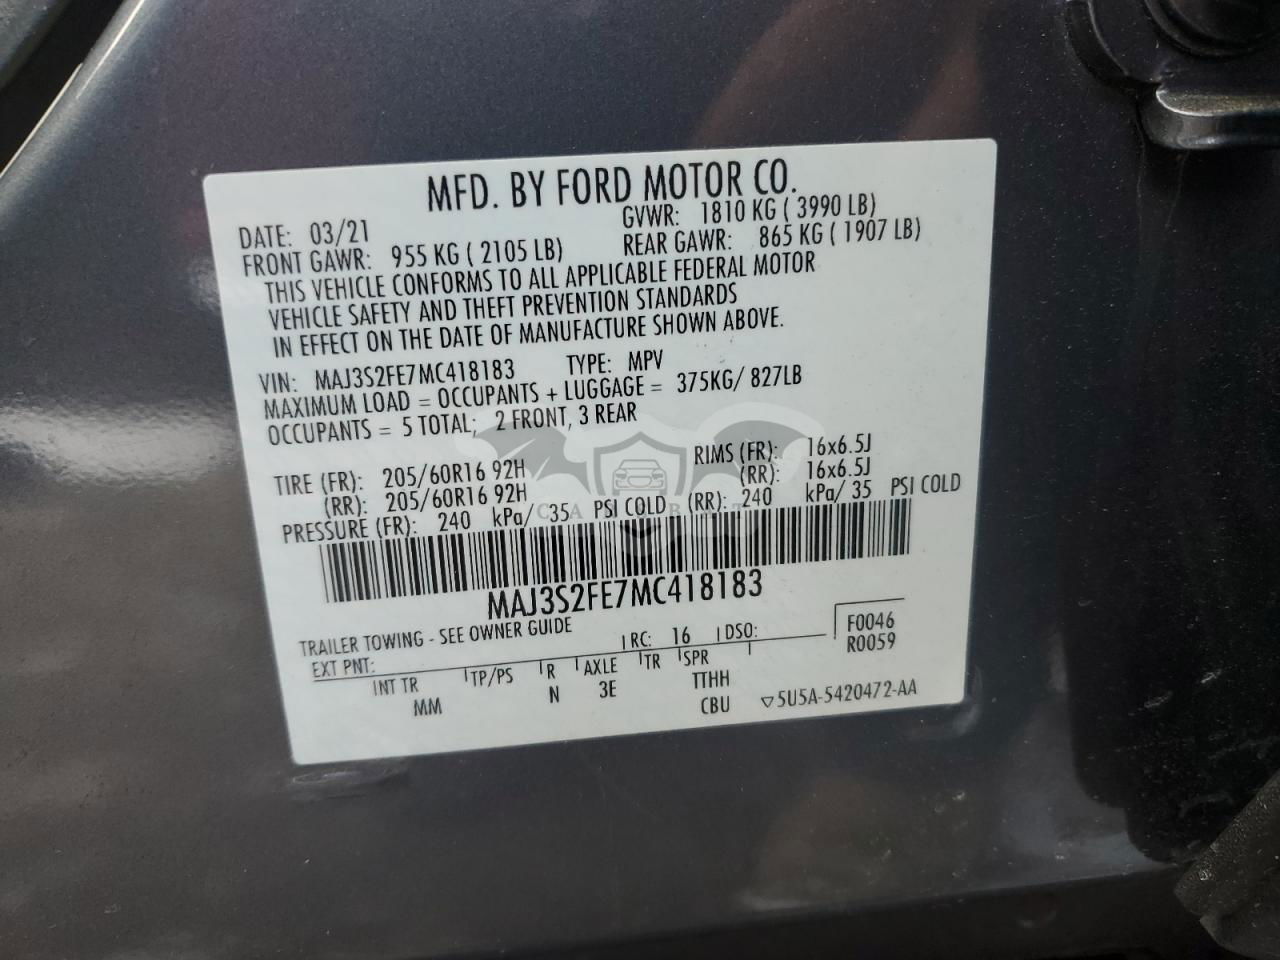 MFD. BY FORD MOTOR CO.
DATE: 03/21 GVWR: 1810 KG ( 3990 LB)
FRONT GAWR: 955 KG ( 2105 LB) REAR GAWR: 865 KG ( 1907 LB)
THIS VEHICLE CONFORMS TO ALL APPLICABLE FEDERAL MOTOR
VEHICLE SAFETY AND THEFT PREVENTION STANDARDS
IN EFFECT ON THE DATE OF MANUFACTURE SHOWN ABOVE.
VIN: MAJ3S2FE7MC418183 TYPE: MPV
MAXIMUM LOAD = OCCUPANTS + LUGGAGE = 375KG/ 827LB
OCCUPANTS = 5 TOTAL; 2 FRONT, 3 REAR
TIRE (FR): 205/60R16 92H RIMS (FR): 16x6.5J
(RR): 205/60R16 92H (RR): 16x6.5J
PRESSURE (FR): 240 kPa/ 35 PSI COLD (RR): 240 kPa/ 35 PSI COLD
MAJ3S2FE7MC418183
TRAILER TOWING - SEE OWNER GUIDE
EXT PNT: RC: 16 DSO: F0046
R0059
INT TR TP/PS R AXLE TR SPR
MM N 3E TTHH
CBU ▽5U5A-5420472-AA